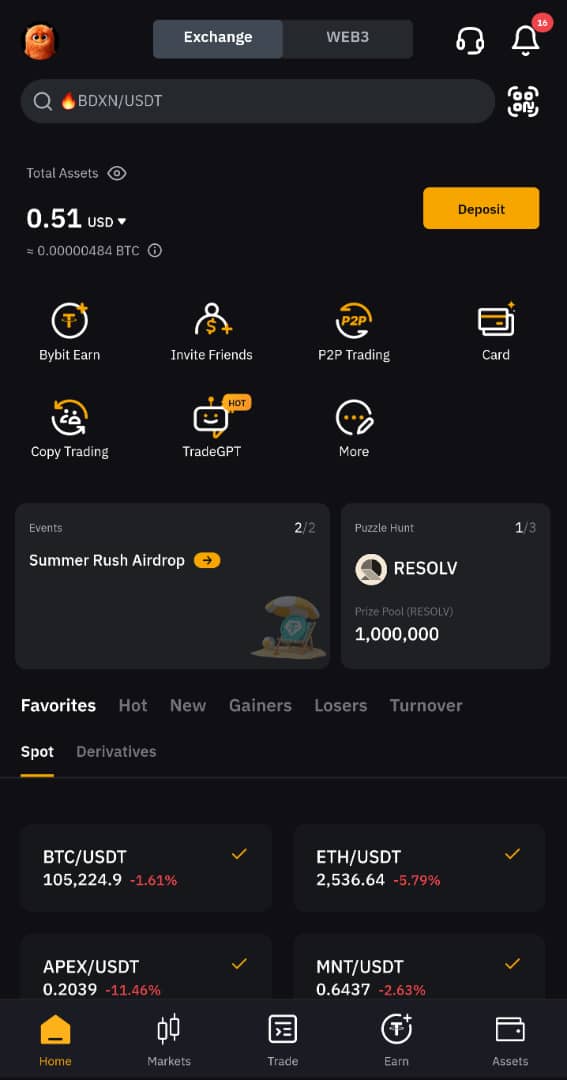 Exchange WEB3
16
🔥BDXN/USDT
Total Assets
0.51 USD
Deposit
≈ 0.00000484 BTC
P2P
Bybit Earn Invite Friends P2P Trading Card
HOT
Copy Trading TradeGPT More
Events 2/2
Summer Rush Airdrop
Puzzle Hunt 1/3
RESOLV
Prize Pool (RESOLV)
1,000,000
Favorites Hot New Gainers Losers Turnover
Spot Derivatives
BTC/USDT
105,224.9 -1.61%
ETH/USDT
2,536.64 -5.79%
APEX/USDT
0.2039 -11.46%
MNT/USDT
0.6437 -2.63%
Home Markets Trade Earn Assets